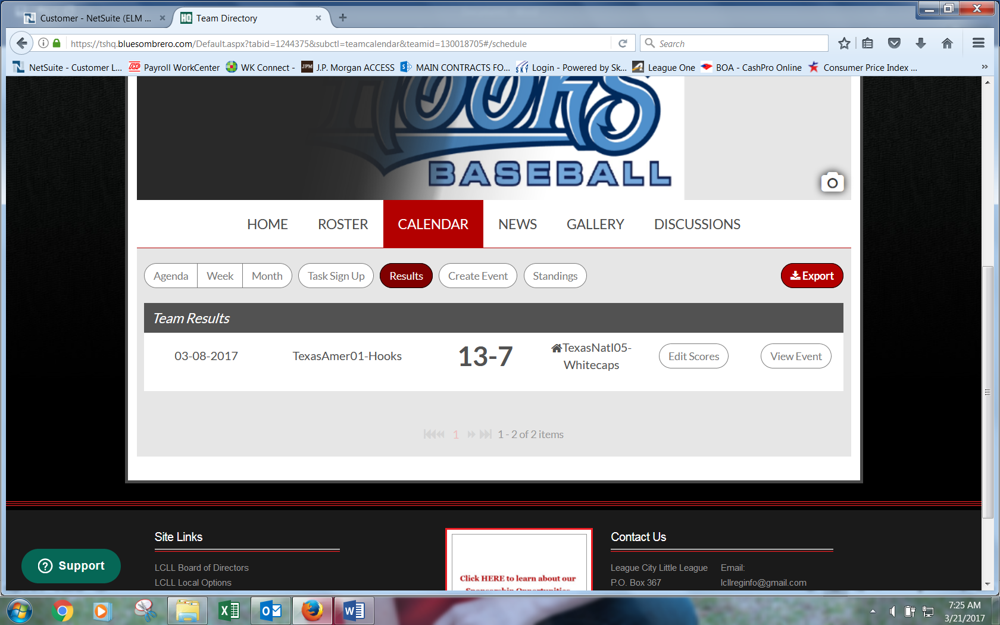 Customer - NetSuite (ELM ...
Team Directory
https://tshq.bluesombrero.com/Default.aspx?tabid=1244375&subctl=teamcalendar&teamid=130018705#/schedule
Search
NetSuite - Customer L...
Payroll WorkCenter
WK Connect -
J.P. Morgan ACCESS
MAIN CONTRACTS FO...
Login - Powered by Sk...
League One
BOA - CashPro Online
Consumer Price Index ...
HOOKS
BASEBALL
HOME ROSTER CALENDAR NEWS GALLERY DISCUSSIONS
Agenda Week Month Task Sign Up Results Create Event Standings Export
Team Results
03-08-2017 TexasAmer01-Hooks 13-7 TexasNatl05-
Whitecaps Edit Scores View Event
1 1 - 2 of 2 items
Site Links
LCLL Board of Directors
LCLL Local Options
Support
Click HERE to learn about our
Sponsorship Opportunities
Contact Us
League City Little League Email:
P.O. Box 367 lcllreginfo@gmail.com
7:25 AM
3/21/2017